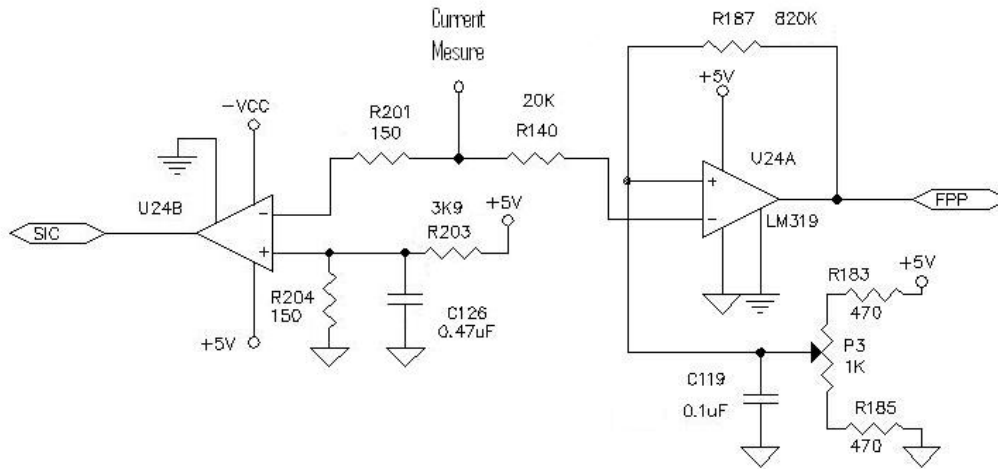 Current
Mesure
R187 820K
+5V
20K
R140
R201
150
-VCC
U24A
+
-
LM319
FPP
U24B
SIC
-
+
3K9
R203
+5V
R204
150
C126
0.47uF
+5V
R183
470
+5V
P3
1K
C119
0.1uF
R185
470